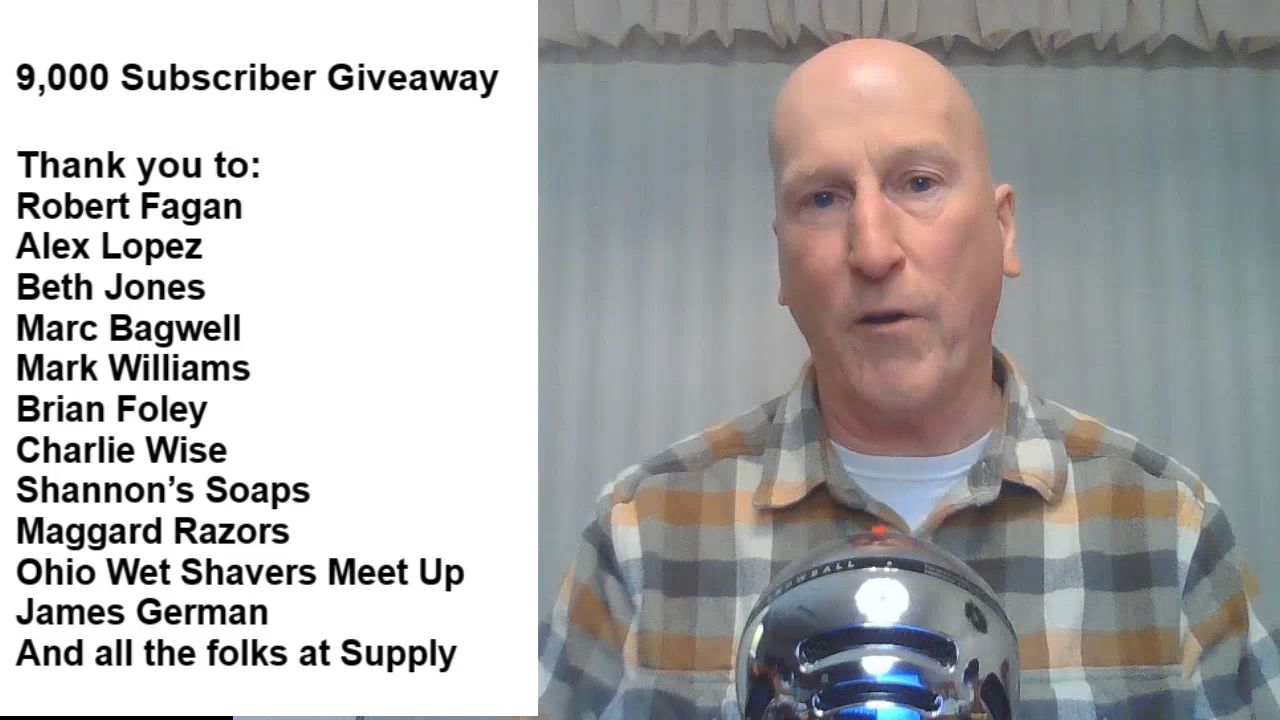 9,000 Subscriber Giveaway
Thank you to:
Robert Fagan
Alex Lopez
Beth Jones
Marc Bagwell
Mark Williams
Brian Foley
Charlie Wise
Shannon’s Soaps
Maggard Razors
Ohio Wet Shavers Meet Up
James German
And all the folks at Supply